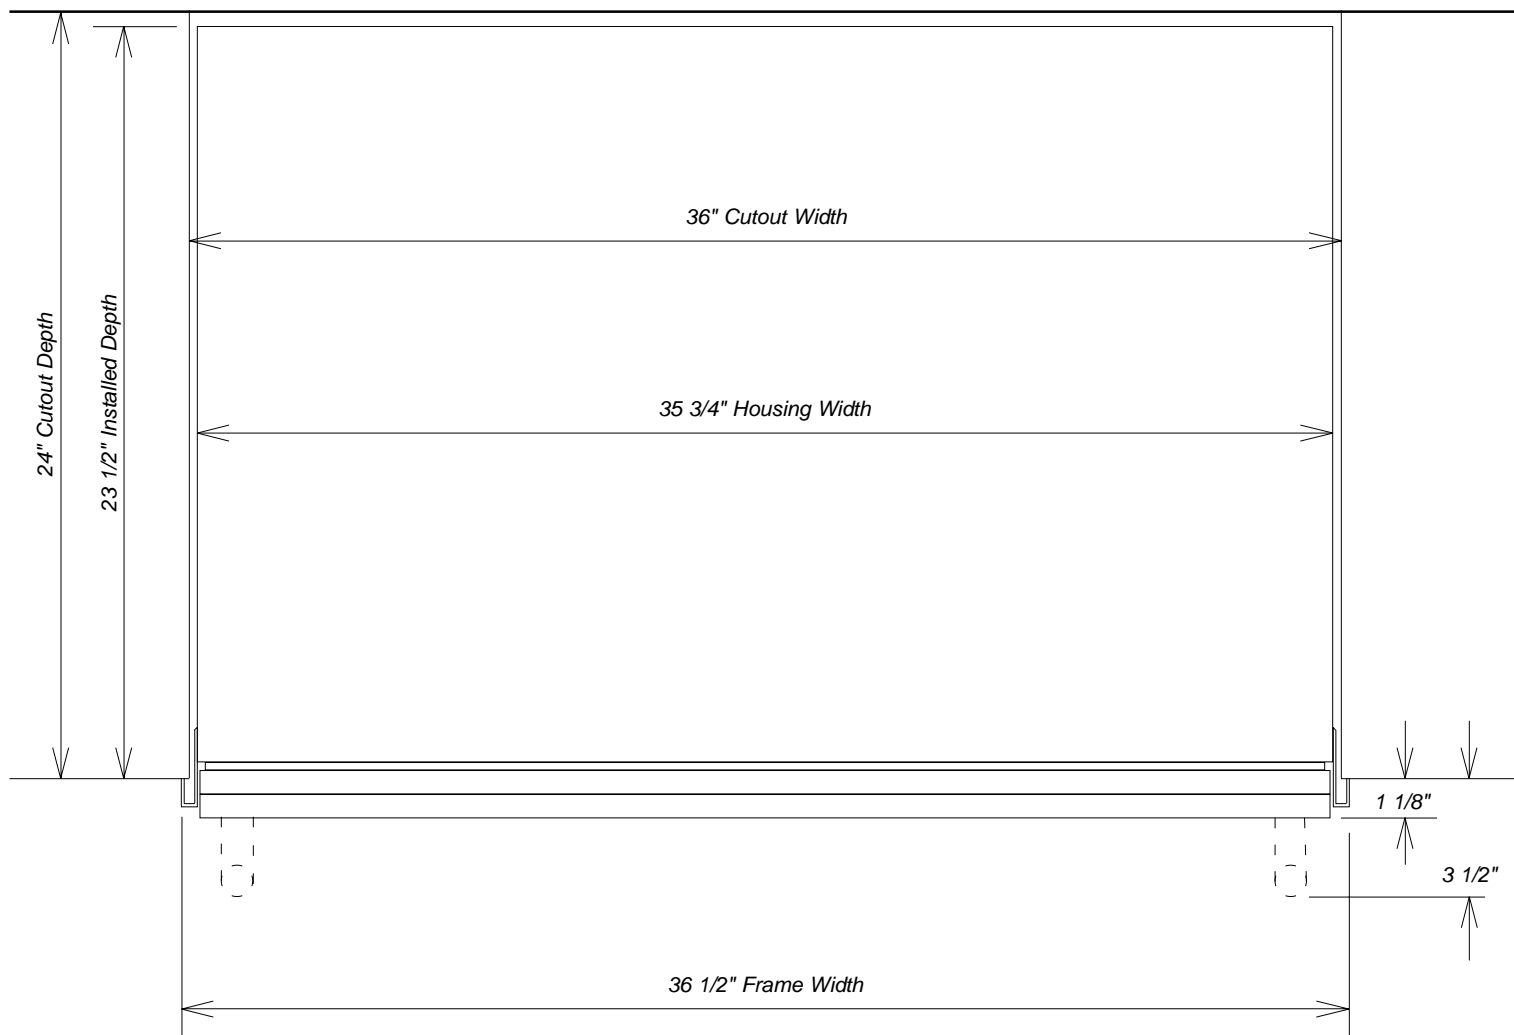 36" Cutout Width
24" Cutout Depth
23 1/2" Installed Depth
35 3/4" Housing Width
1 1/8"
3 1/2"
36 1/2" Frame Width